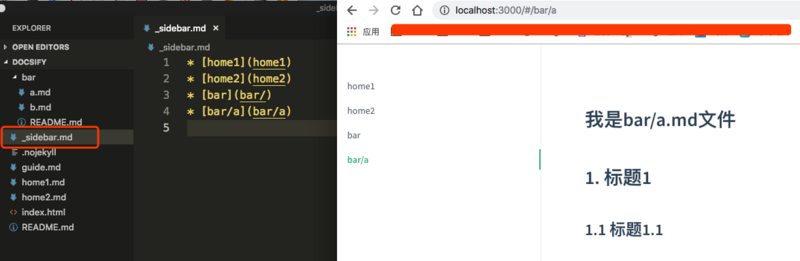 _sidebar.md
EXPLORER
OPEN EDITORS
DOCSIFY
bar
a.md
b.md
README.md
_sidebar.md
.nojekyll
guide.md
home1.md
home2.md
index.html
README.md
_sidebar.md ×
_sidebar.md
1 * [home1](home1)
2 * [home2](home2)
3 * [bar](bar/)
4 * [bar/a](bar/a)
5
localhost:3000/#/bar/a
应用
home1
home2
bar
bar/a
我是bar/a.md文件
1. 标题1
1.1 标题1.1